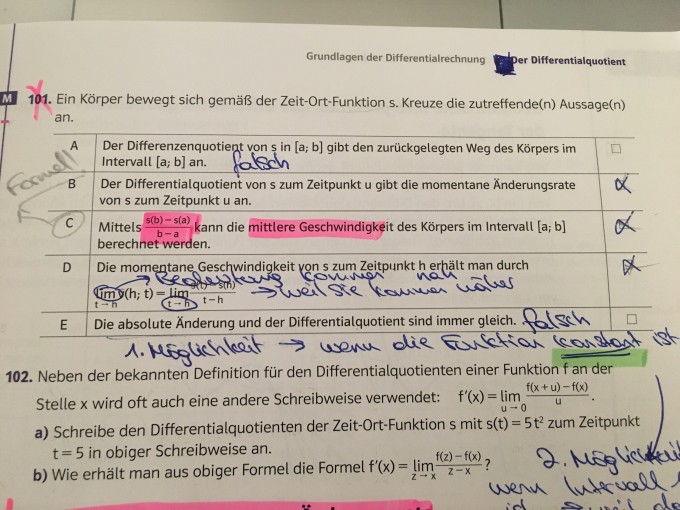 Grundlagen der Differentialrechnung Der Differentialquotient
M 101. Ein Körper bewegt sich gemäß der Zeit-Ort-Funktion s. Kreuze die zutreffende(n) Aussage(n)
an.
A Der Differenzenquotient von s in [a; b] gibt den zurückgelegten Weg des Körpers im
Intervall [a; b] an. falsch
Formel!
B Der Differentialquotient von s zum Zeitpunkt u gibt die momentane Änderungsrate
von s zum Zeitpunkt u an.
C Mittels s(b) – s(a) / b – a kann die mittlere Geschwindigkeit des Körpers im Intervall [a; b]
berechnet werden.
D Die momentane Geschwindigkeit von s zum Zeitpunkt h erhält man durch
→ Bedeutung kommen nah
lim v(h; t) = lim s(t) – s(h) / t – h → weil sie kommen näher
t → h t → h
E Die absolute Änderung und der Differentialquotient sind immer gleich. falsch
1. Möglichkeit → wenn die Funktion konstant ist
102. Neben der bekannten Definition für den Differentialquotienten einer Funktion f an der
Stelle x wird oft auch eine andere Schreibweise verwendet: f'(x) = lim u → 0 f(x + u) – f(x) / u.
a) Schreibe den Differentialquotienten der Zeit-Ort-Funktion s mit s(t) = 5 t² zum Zeitpunkt
t = 5 in obiger Schreibweise an.
b) Wie erhält man aus obiger Formel die Formel f'(x) = lim z → x f(z) – f(x) / z – x ?
2. Möglichkeit
wenn Intervall